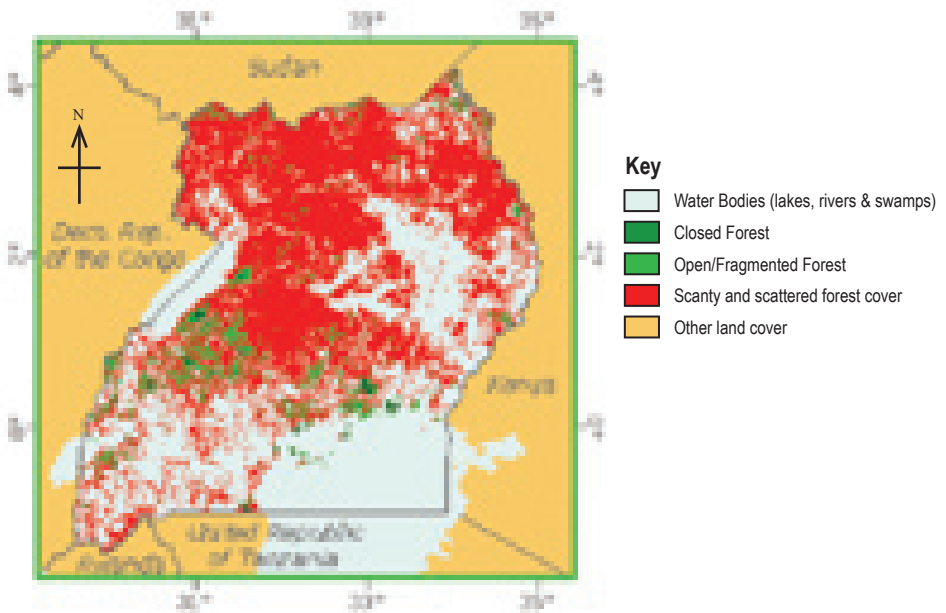 Sudan
N
Dem. Rep.
of the Congo
Kenya
United Republic
of Tanzania
Rwanda
Key
Water Bodies (lakes, rivers & swamps)
Closed Forest
Open/Fragmented Forest
Scanty and scattered forest cover
Other land cover